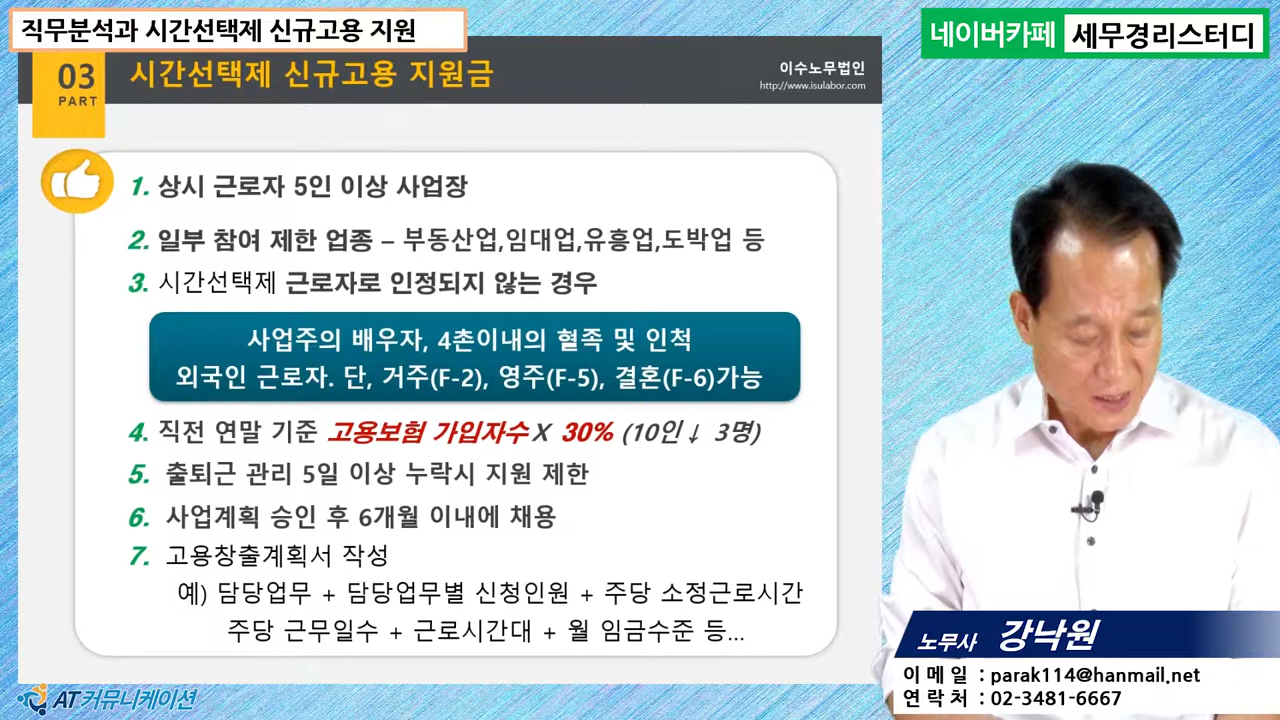 직무분석과 시간선택제 신규고용 지원
네이버카페 세무경리스터디
03
PART
시간선택제 신규고용 지원금
이수노무법인
http://www.isulabor.com
1. 상시 근로자 5인 이상 사업장
2. 일부 참여 제한 업종 – 부동산업,임대업,유흥업,도박업 등
3. 시간선택제 근로자로 인정되지 않는 경우
사업주의 배우자, 4촌이내의 혈족 및 인척
외국인 근로자. 단, 거주(F-2), 영주(F-5), 결혼(F-6)가능
4. 직전 연말 기준 고용보험 가입자수 X 30% (10인↓ 3명)
5. 출퇴근 관리 5일 이상 누락시 지원 제한
6. 사업계획 승인 후 6개월 이내에 채용
7. 고용창출계획서 작성
예) 담당업무 + 담당업무별 신청인원 + 주당 소정근로시간
주당 근무일수 + 근로시간대 + 월 임금수준 등...
노무사 강낙원
이 메 일 : parak114@hanmail.net
연 락 처 : 02-3481-6667
AT커뮤니케이션